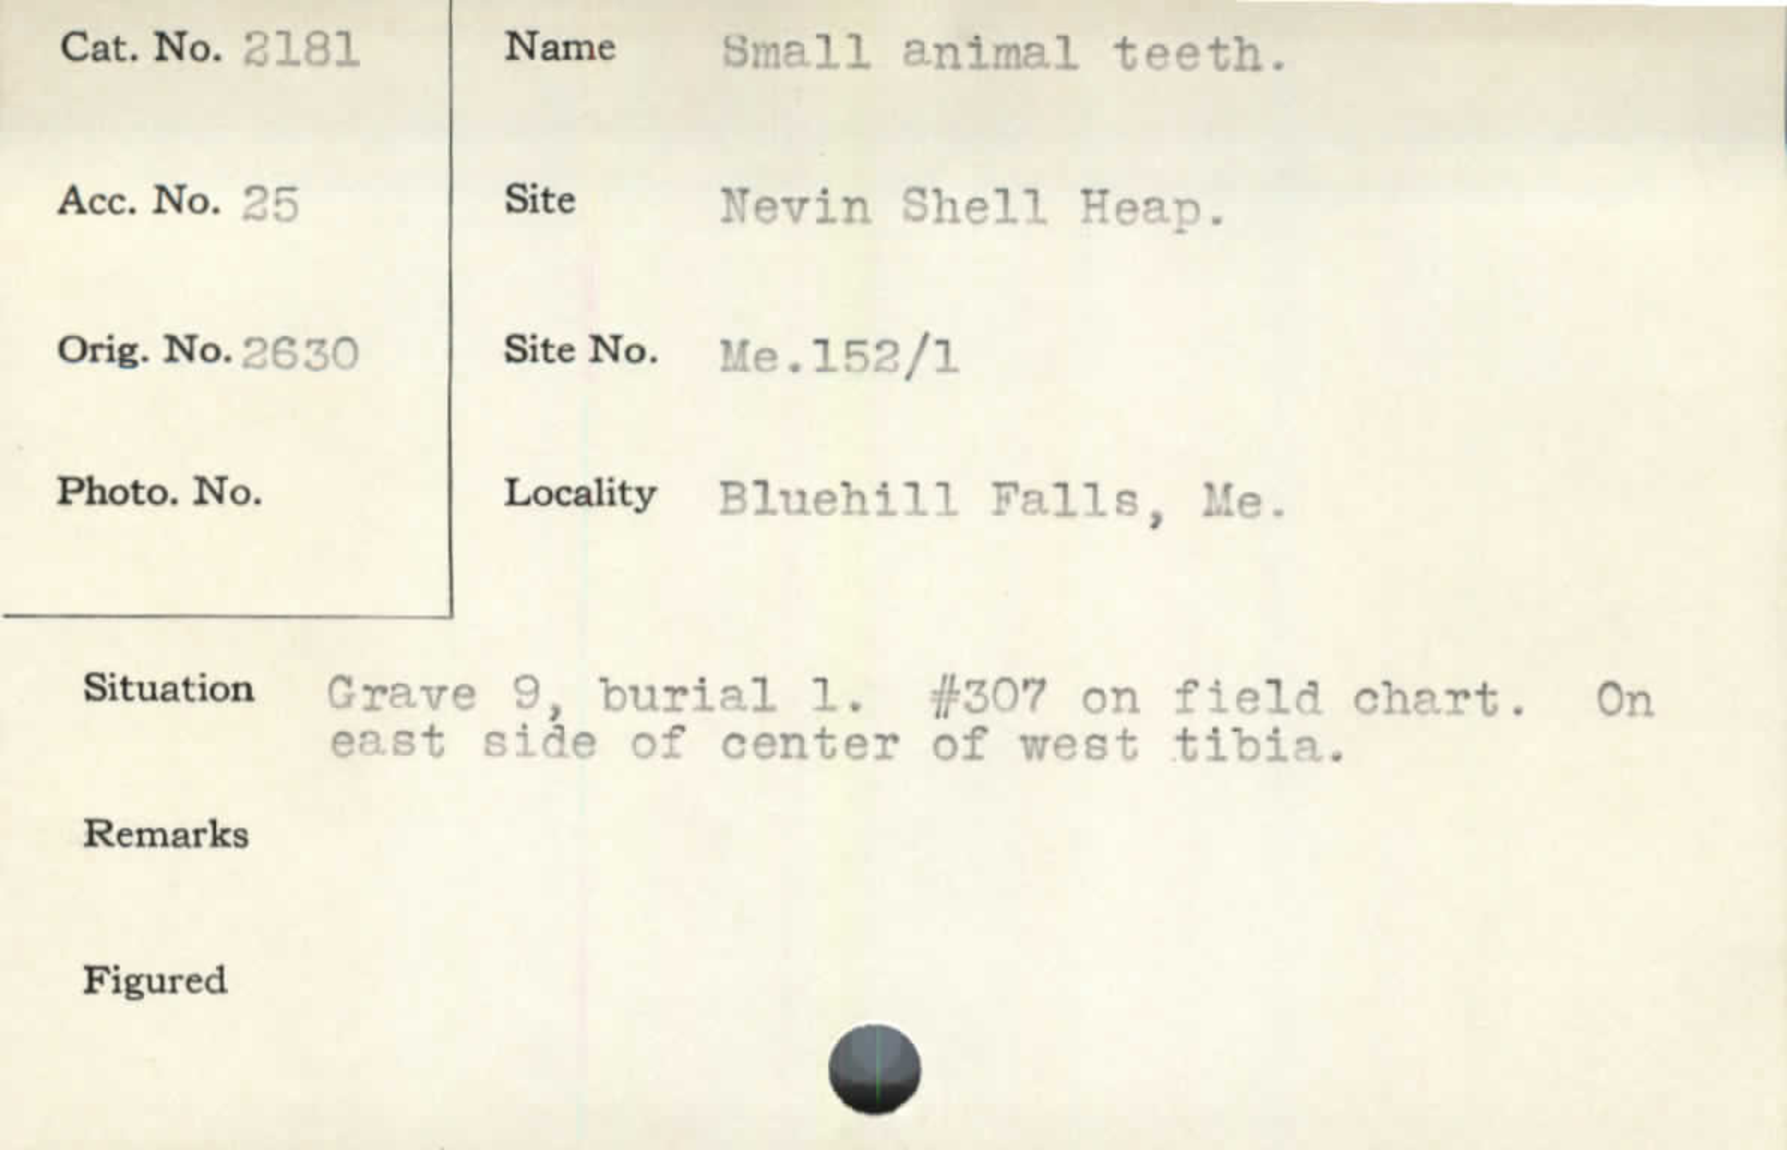 Cat. No. 2181
Name Small animal teeth.
Acc. No. 25
Site Nevin Shell Heap.
Orig. No. 2630
Site No. Me.152/1
Photo. No.
Locality Bluehill Falls, Me.
Situation Grave 9, burial 1. #307 on field chart. On
east side of center of west tibia.
Remarks
Figured